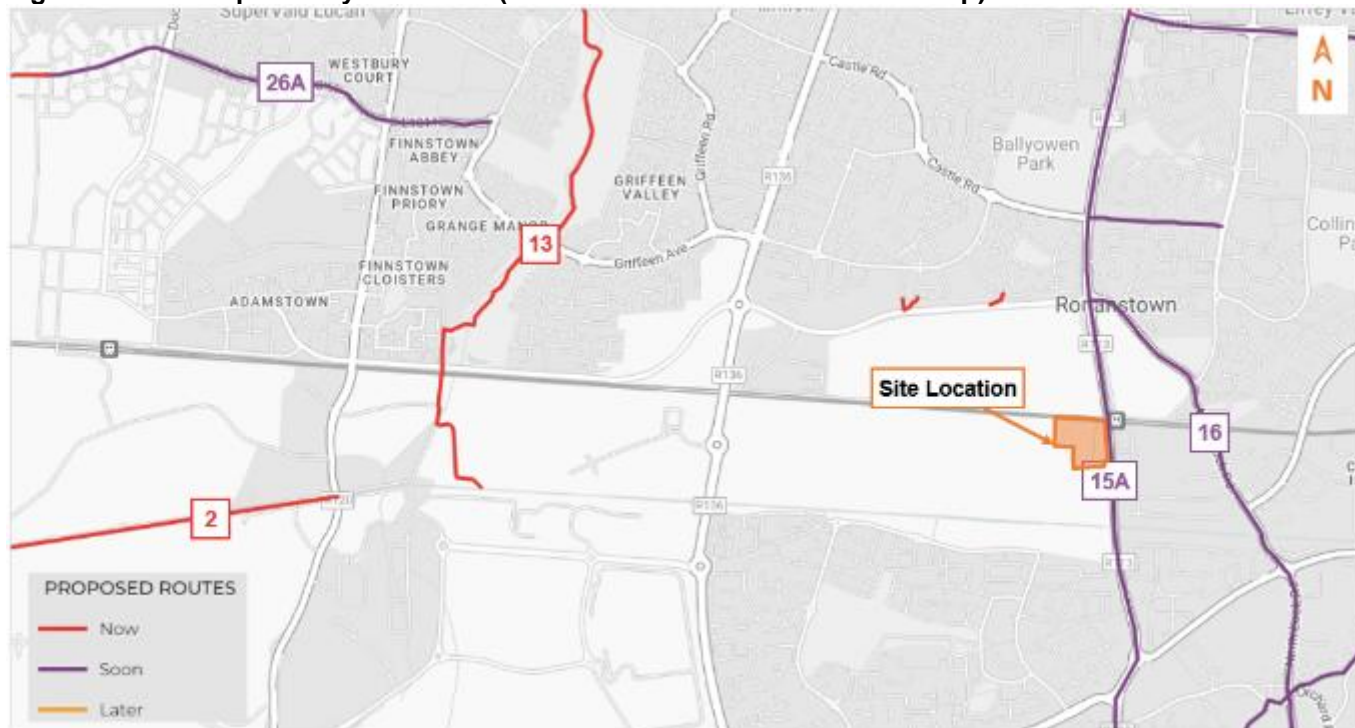 26A
WESTBURY
COURT
FINNSTOWN
ABBEY
FINNSTOWN
PRIORY
GRANGE MANOR
13
FINNSTOWN
CLOISTERS
ADAMSTOWN
GRIFFEEN
VALLEY
Griffeen Rd
Griffeen Ave
R136
Castle Rd
Castle Rd
Ballyowen
Park
N
Ronanstown
R113
R136
Site Location
16
15A
R136
R120
2
R113
PROPOSED ROUTES
Now
Soon
Later